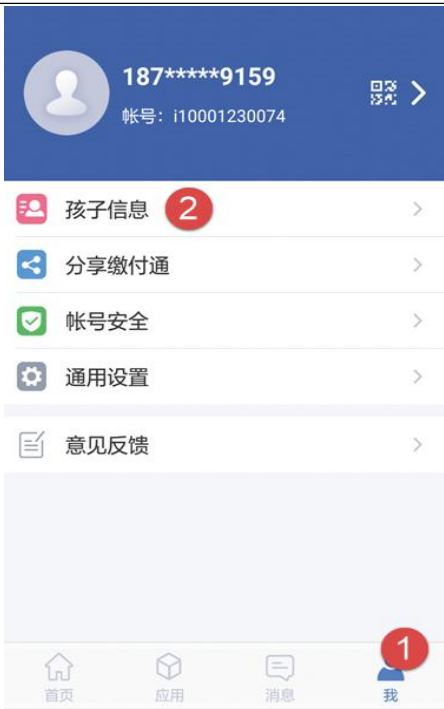 187*****9159
帐号：i10001230074
孩子信息 2
分享缴付通
帐号安全
通用设置
意见反馈
1
首页 应用 消息 我